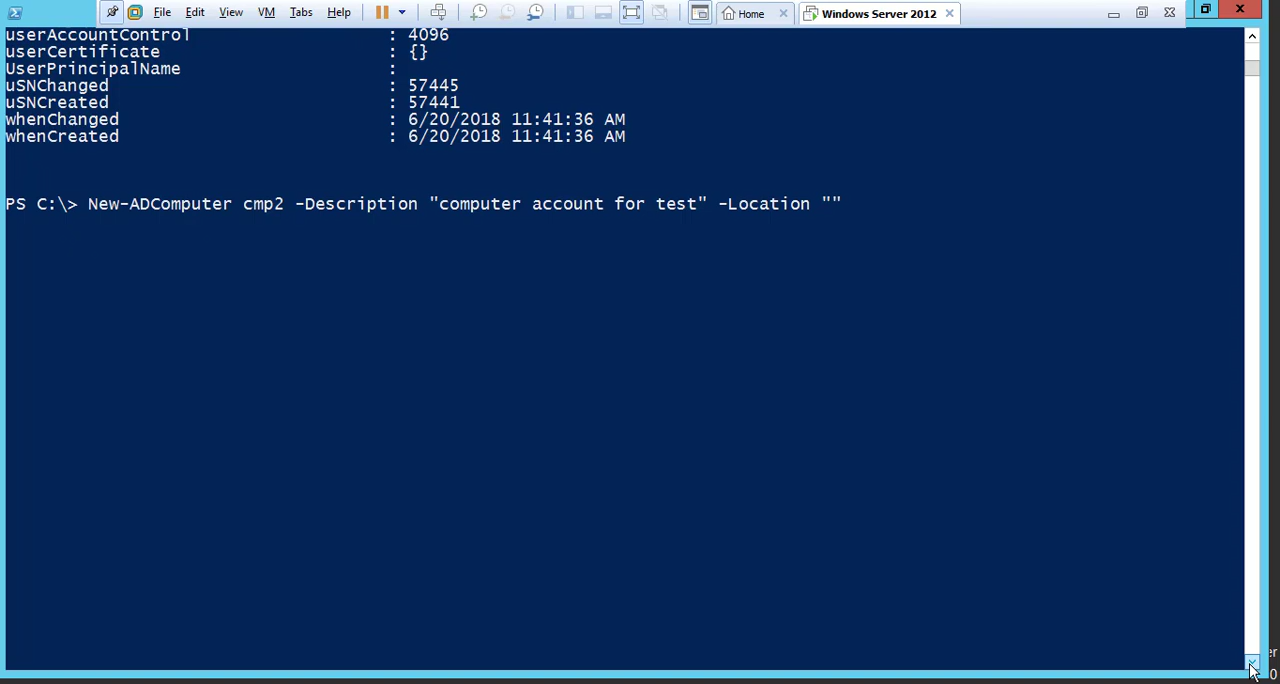 File Edit View VM Tabs Help Home Windows Server 2012
userAccountControl : 4096
userCertificate : {}
UserPrincipalName :
uSNChanged : 57445
uSNCreated : 57441
whenChanged : 6/20/2018 11:41:36 AM
whenCreated : 6/20/2018 11:41:36 AM
PS C:\> New-ADComputer cmp2 -Description "computer account for test" -Location ""
er
0